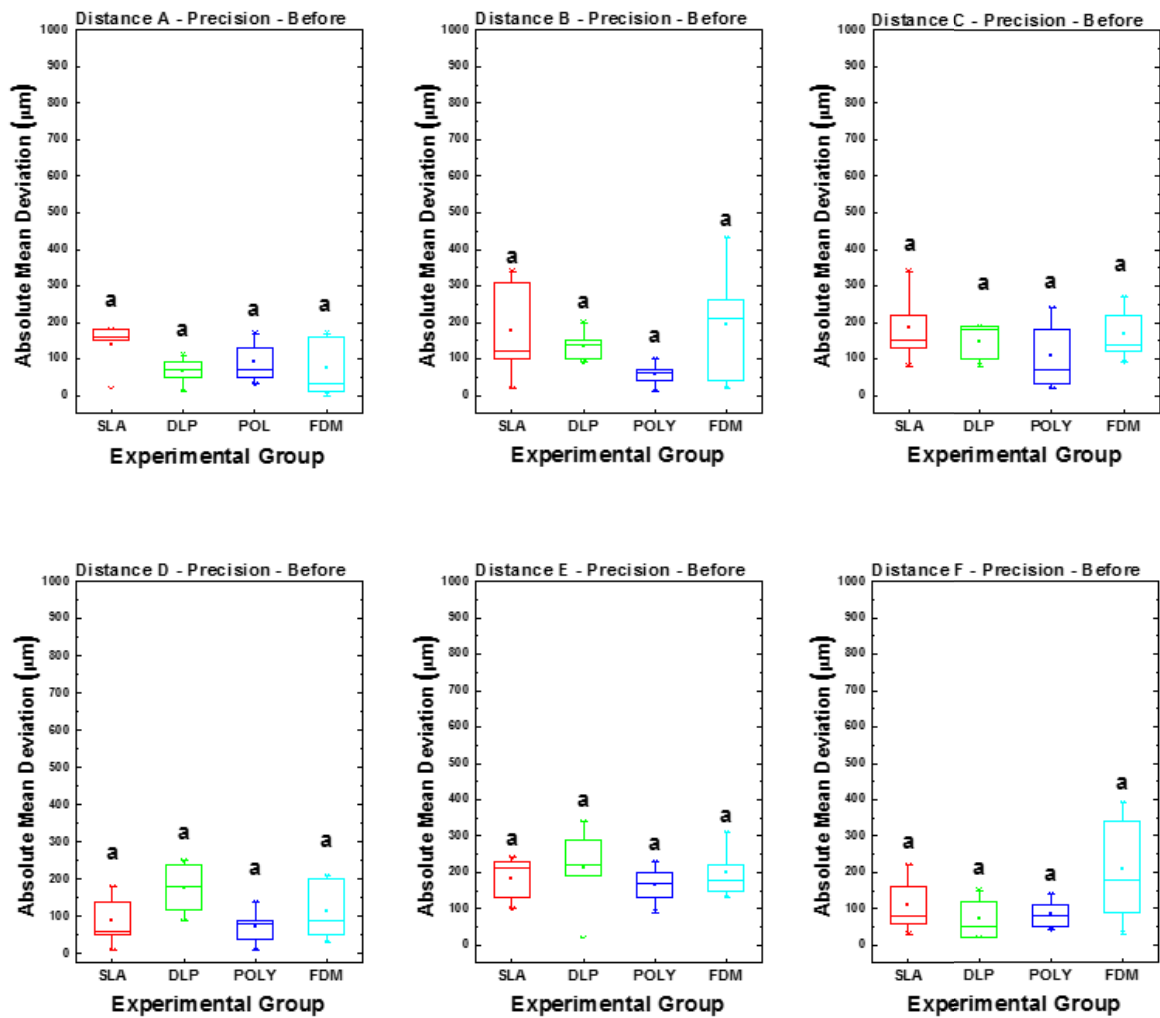 Distance A - Precision - Before
1000
900
800
700
600
500
400
300
200
100
0
Absolute Mean Deviation (μm)
a
a
a
a
SLA DLP POL FDM
Experimental Group
Distance B - Precision - Before
1000
900
800
700
600
500
400
300
200
100
0
Absolute Mean Deviation (μm)
a
a
a
a
SLA DLP POLY FDM
Experimental Group
Distance C - Precision - Before
1000
900
800
700
600
500
400
300
200
100
0
Absolute Mean Deviation (μm)
a
a
a
a
SLA DLP POLY FDM
Experimental Group
Distance D - Precision - Before
1000
900
800
700
600
500
400
300
200
100
0
Absolute Mean Deviation (μm)
a
a
a
a
SLA DLP POLY FDM
Experimental Group
Distance E - Precision - Before
1000
900
800
700
600
500
400
300
200
100
0
Absolute Mean Deviation (μm)
a
a
a
a
SLA DLP POLY FDM
Experimental Group
Distance F - Precision - Before
1000
900
800
700
600
500
400
300
200
100
0
Absolute Mean Deviation (μm)
a
a
a
a
SLA DLP POLY FDM
Experimental Group